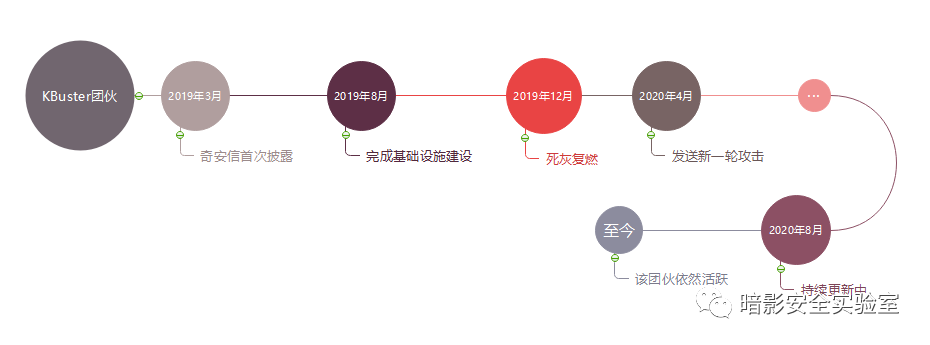 KBuster团伙
2019年3月
2019年8月
2019年12月
2020年4月
...
奇安信首次披露
完成基础设施建设
死灰复燃
发送新一轮攻击
至今
2020年8月
该团伙依然活跃
持续更新中
暗影安全实验室